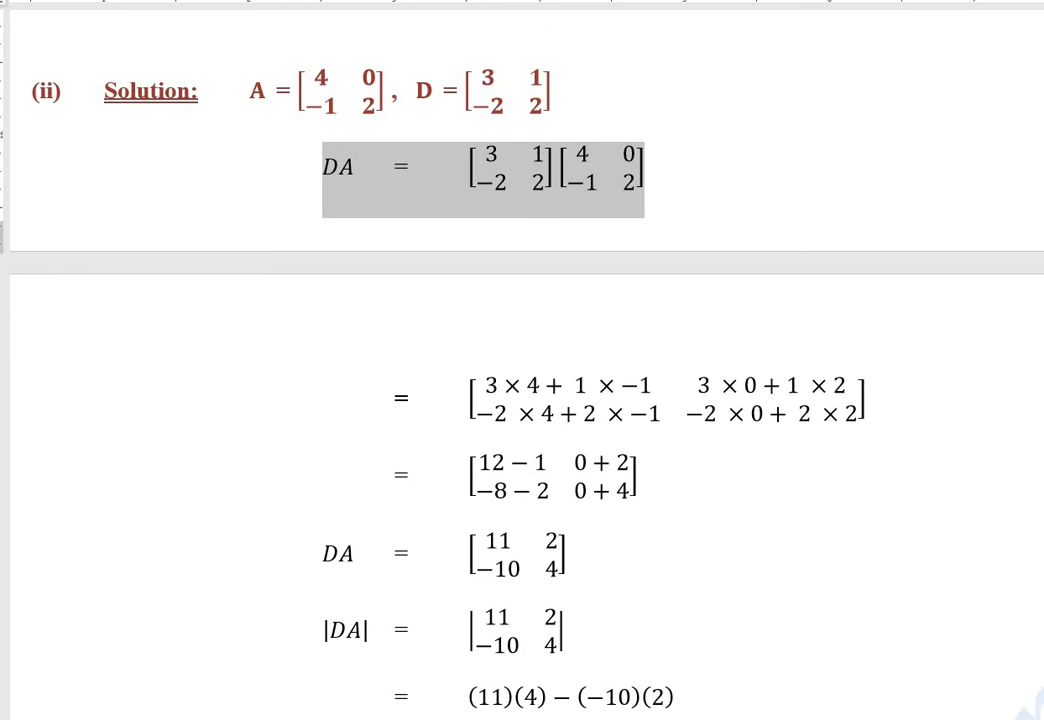 (ii) Solution: A = [4 0
−1 2], D = [3 1
−2 2]
DA = [3 1
−2 2] [4 0
−1 2]
= [3 × 4 + 1 × −1 3 × 0 + 1 × 2
−2 × 4 + 2 × −1 −2 × 0 + 2 × 2]
= [12 − 1 0 + 2
−8 − 2 0 + 4]
DA = [11 2
−10 4]
|DA| = |11 2
−10 4|
= (11)(4) − (−10)(2)